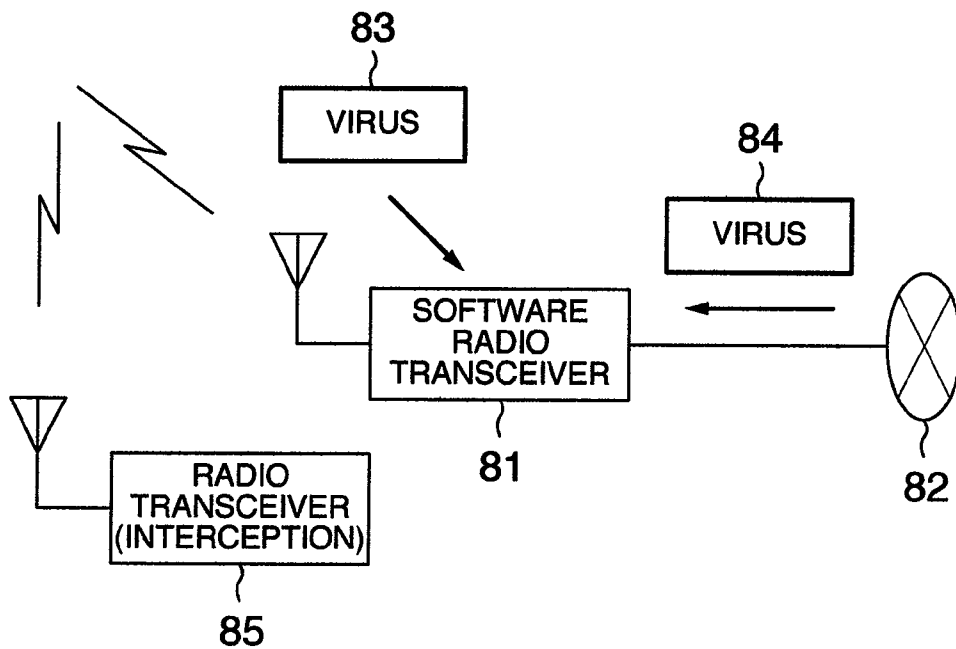 83
VIRUS
84
VIRUS
SOFTWARE
RADIO
TRANSCEIVER
81
82
RADIO
TRANSCEIVER
(INTERCEPTION)
85